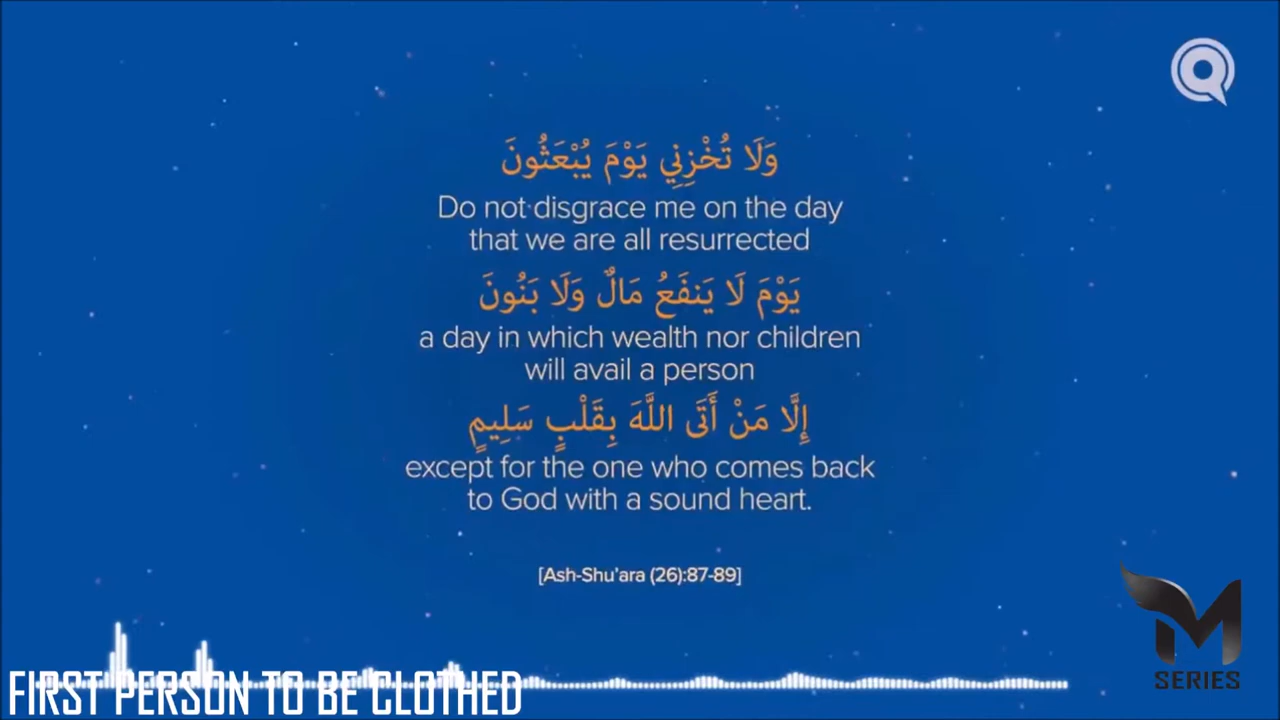 وَلَا تُخْزِنِي يَوْمَ يُبْعَثُونَ
Do not disgrace me on the day
that we are all resurrected
يَوْمَ لَا يَنفَعُ مَالٌ وَلَا بَنُونَ
a day in which wealth nor children
will avail a person
إِلَّا مَنْ أَتَى اللَّهَ بِقَلْبٍ سَلِيمٍ
except for the one who comes back
to God with a sound heart.
[Ash-Shu'ara (26):87-89]
M
SERIES
FIRST PERSON TO BE CLOTHED